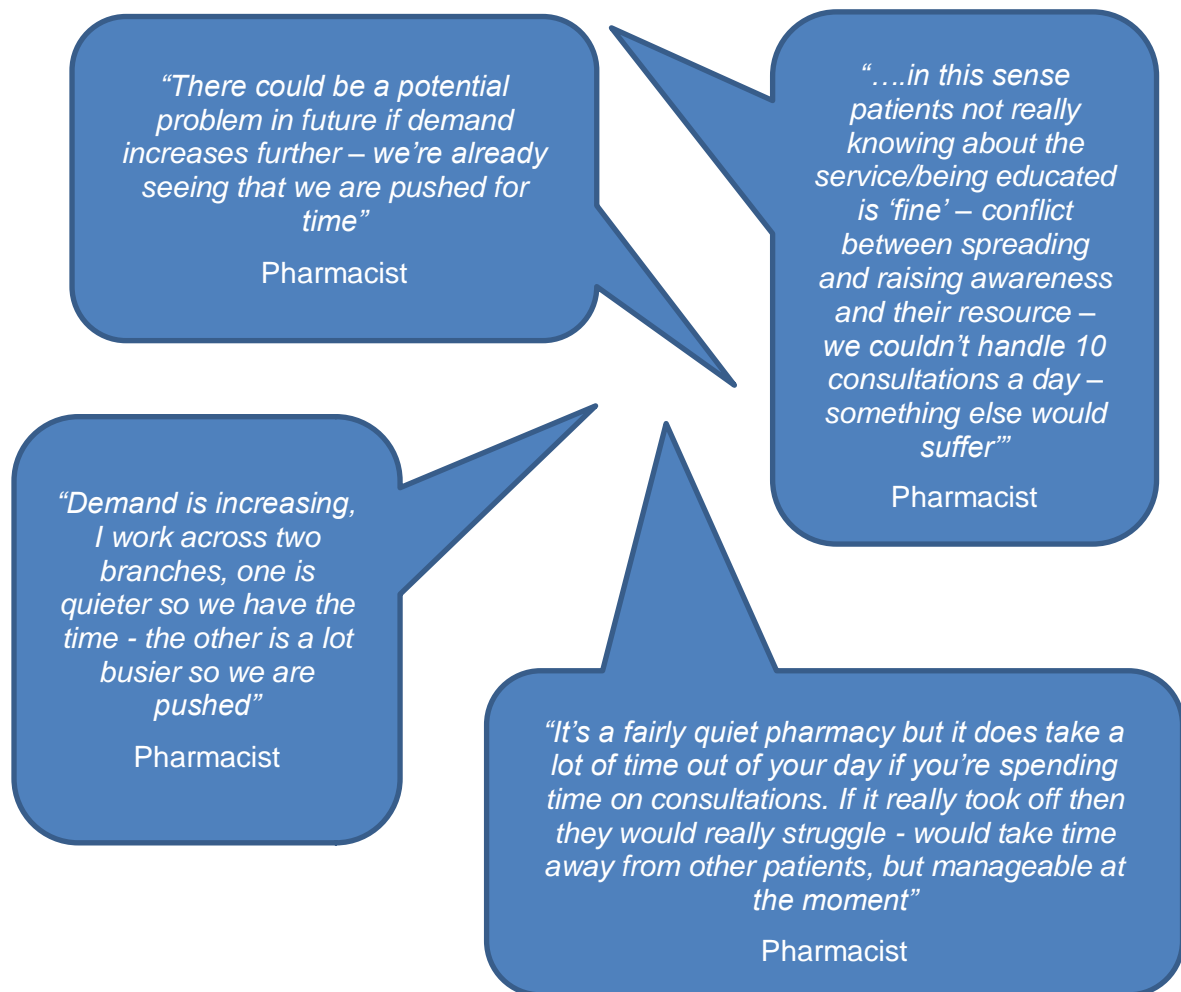 “There could be a potential
problem in future if demand
increases further – we’re already
seeing that we are pushed for
time”
Pharmacist
“….in this sense
patients not really
knowing about the
service/being educated
is ‘fine’ – conflict
between spreading
and raising awareness
and their resource –
we couldn’t handle 10
consultations a day –
something else would
suffer’”
Pharmacist
“Demand is increasing,
I work across two
branches, one is
quieter so we have the
time - the other is a lot
busier so we are
pushed”
Pharmacist
“It’s a fairly quiet pharmacy but it does take a
lot of time out of your day if you’re spending
time on consultations. If it really took off then
they would really struggle - would take time
away from other patients, but manageable at
the moment”
Pharmacist